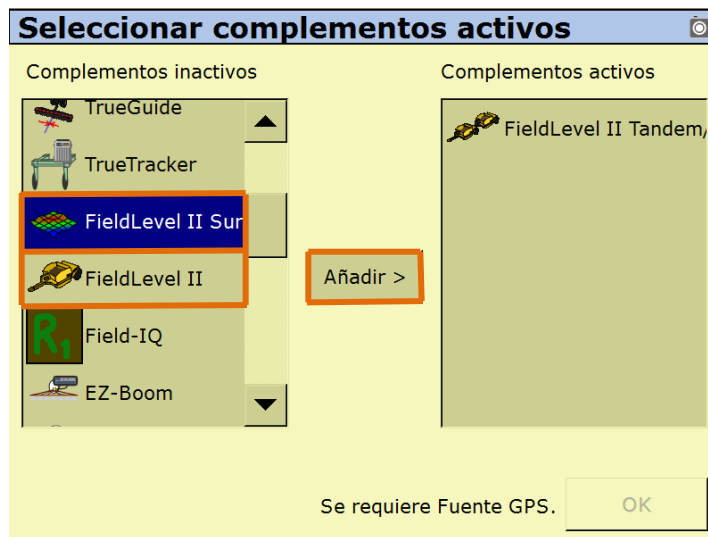 Seleccionar complementos activos
Complementos inactivos
Complementos activos
TrueGuide
TrueTracker
FieldLevel II Sur
FieldLevel II
Field-IQ
EZ-Boom
Añadir >
FieldLevel II Tandem/
Se requiere Fuente GPS.
OK
R1